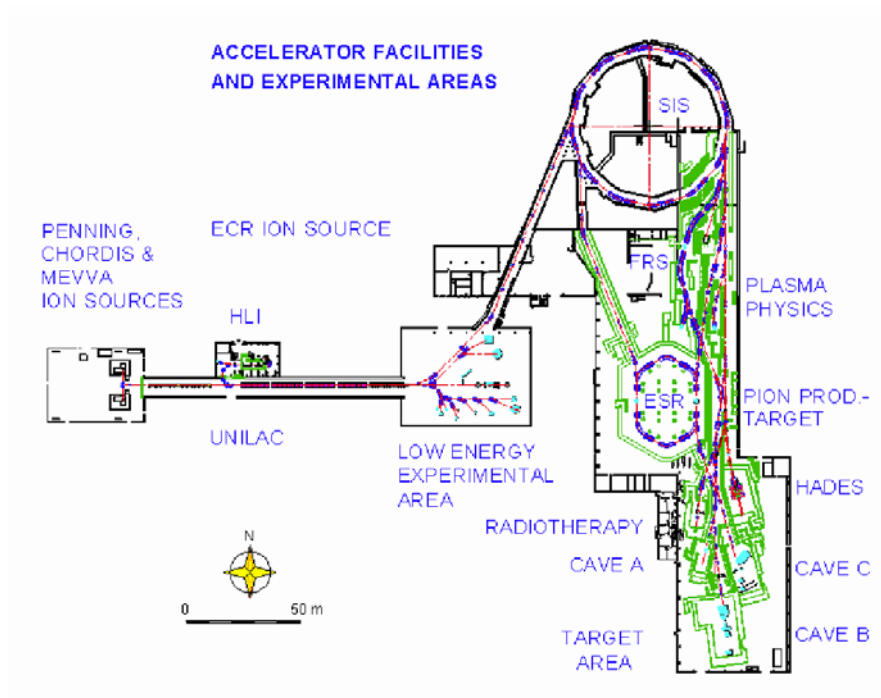 ACCELERATOR FACILITIES
AND EXPERIMENTAL AREAS
SIS
PENNING,
CHORDIS &
MEVVA
ION SOURCES
ECR ION SOURCE
FRS
PLASMA
PHYSICS
HLI
ESR
PION PROD.-
TARGET
UNILAC
LOW ENERGY
EXPERIMENTAL
AREA
HADES
RADIOTHERAPY
CAVE A
CAVE C
N
0 50 m
TARGET
AREA
CAVE B